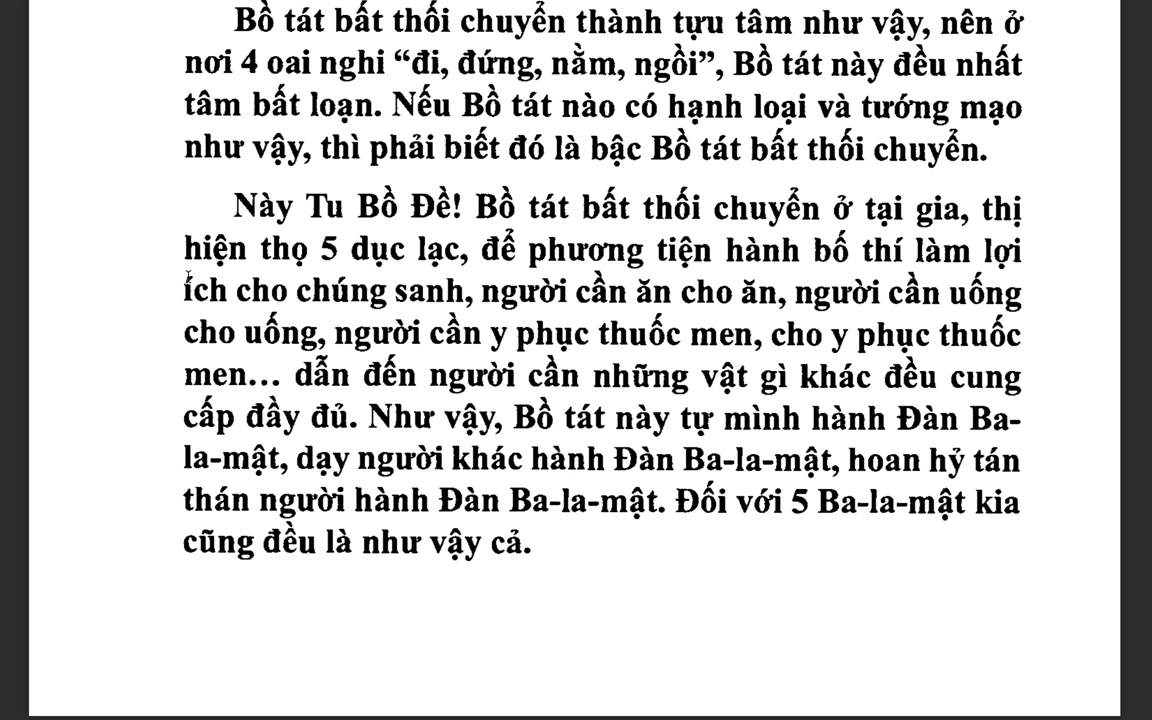 Bồ tát bất thối chuyển thành tựu tâm như vậy, nên ở
nơi 4 oai nghi “đi, đứng, nằm, ngồi”, Bồ tát này đều nhất
tâm bất loạn. Nếu Bồ tát nào có hạnh loại và tướng mạo
như vậy, thì phải biết đó là bậc Bồ tát bất thối chuyển.
Này Tu Bồ Đề! Bồ tát bất thối chuyển ở tại gia, thị
hiện thọ 5 dục lạc, để phương tiện hành bố thí làm lợi
ích cho chúng sanh, người cần ăn cho ăn, người cần uống
cho uống, người cần y phục thuốc men, cho y phục thuốc
men... dẫn đến người cần những vật gì khác đều cung
cấp đầy đủ. Như vậy, Bồ tát này tự mình hành Đàn Ba-
la-mật, dạy người khác hành Đàn Ba-la-mật, hoan hỷ tán
thán người hành Đàn Ba-la-mật. Đối với 5 Ba-la-mật kia
cũng đều là như vậy cả.